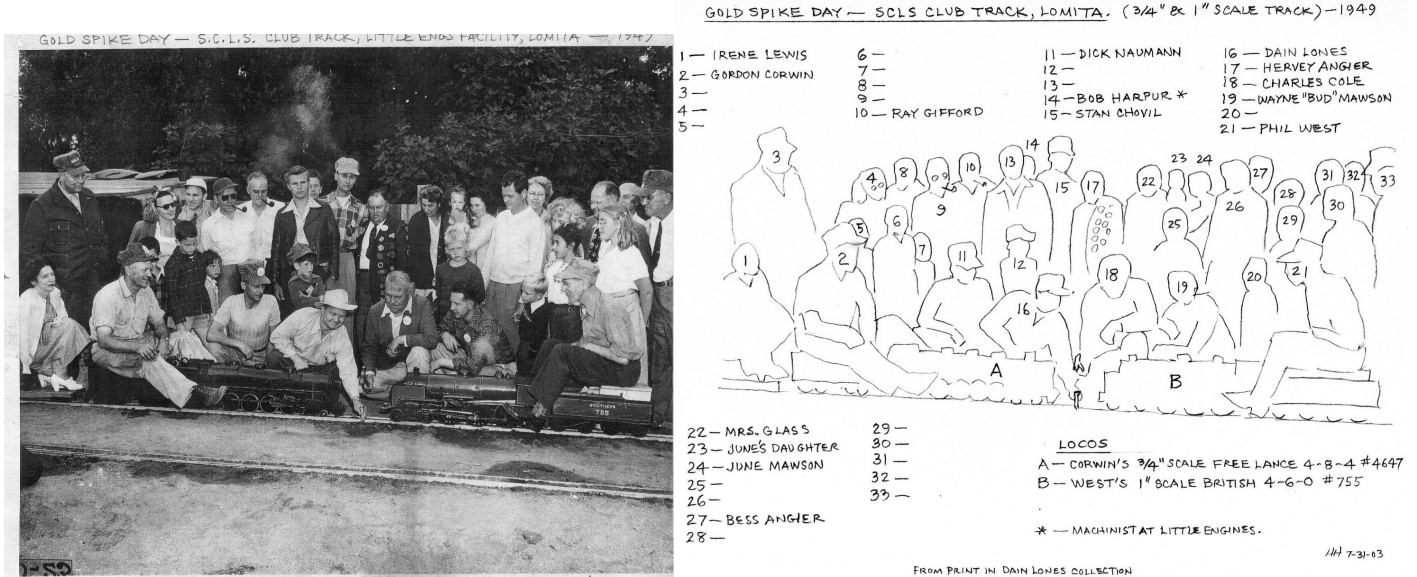 GOLD SPIKE DAY — S.C.L.S. CLUB TRACK, LITTLE ENGS FACILITY, LOMITA — 1949
SOUTHERN
755
GOLD SPIKE DAY — SCLS CLUB TRACK, LOMITA. (3/4" & 1" SCALE TRACK) — 1949
1 — IRENE LEWIS
2 — GORDON CORWIN
3 —
4 —
5 —
6 —
7 —
8 —
9 —
10 — RAY GIFFORD
11 — DICK NAUMANN
12 —
13 —
14 — BOB HARPUR *
15 — STAN CHOVIL
16 — DAIN LONES
17 — HERVEY ANGIER
18 — CHARLES COLE
19 — WAYNE "BUD" MAWSON
20 —
21 — PHIL WEST
3
4
8
9
10
13
14
15
17
22
23
24
26
27
28
31
32
33
1
2
5
6
7
11
12
16
18
19
25
20
29
30
21
A
B
22 — MRS. GLASS
23 — JUNE'S DAUGHTER
24 — JUNE MAWSON
25 —
26 —
27 — BESS ANGIER
28 —
29 —
30 —
31 —
32 —
33 —
LOCOS
A — CORWIN'S 3/4" SCALE FREE LANCE 4-8-4 #4647
B — WEST'S 1" SCALE BRITISH 4-6-0 #755
* — MACHINIST AT LITTLE ENGINES.
HH 7-31-03
FROM PRINT IN DAIN LONES COLLECTION